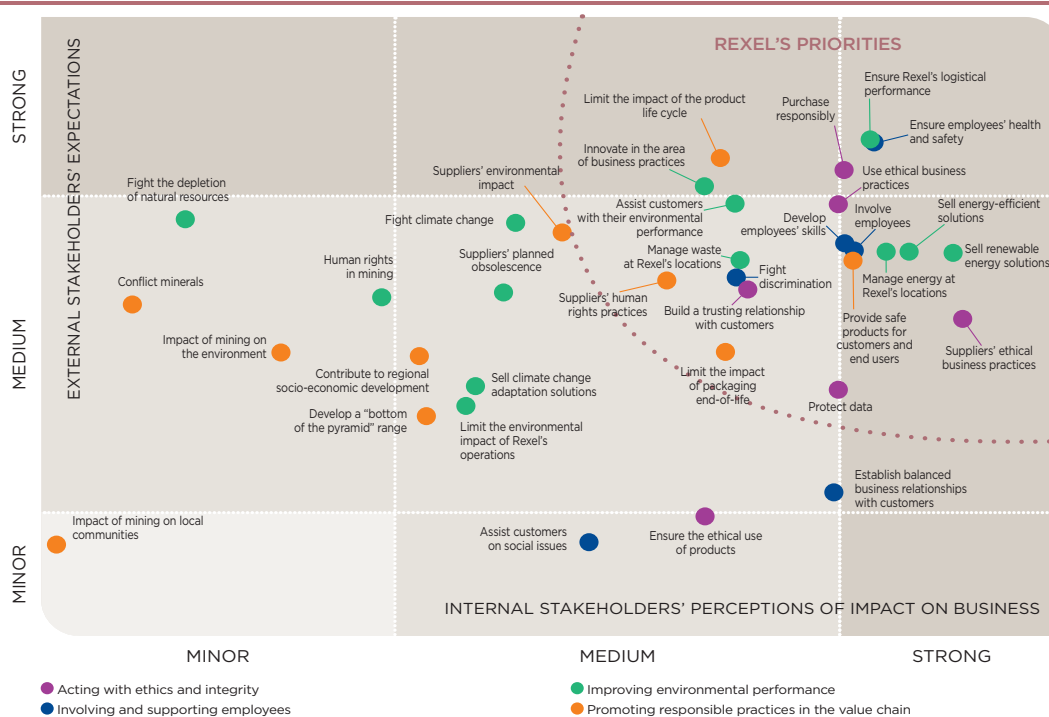 REXEL'S PRIORITIES
STRONG
MEDIUM
MINOR
EXTERNAL STAKEHOLDERS' EXPECTATIONS
Ensure Rexel's logistical
performance
Limit the impact of the product
life cycle
Purchase
responsibly
Ensure employees' health
and safety
Innovate in the area
of business practices
Suppliers' environmental
impact
Use ethical business
practices
Fight the depletion
of natural resources
Fight climate change
Assist customers
with their environmental
performance
Develop
employees' skills
Involve
employees
Sell energy-efficient
solutions
Suppliers' planned
obsolescence
Human rights
in mining
Manage waste
at Rexel's locations
Sell renewable
energy solutions
Conflict minerals
Fight
discrimination
Manage energy at
Rexel's locations
Suppliers' human
rights practices
Build a trusting relationship
with customers
Provide safe
products for
customers and
end users
Impact of mining on
the environment
Suppliers' ethical
business practices
Contribute to regional
socio-economic development
Sell climate change
adaptation solutions
Limit the impact
of packaging
end-of-life
Develop a “bottom
of the pyramid” range
Protect data
Limit the environmental
impact of Rexel's
operations
Establish balanced
business relationships
with customers
Impact of mining on local
communities
Assist customers
on social issues
Ensure the ethical use
of products
INTERNAL STAKEHOLDERS' PERCEPTIONS OF IMPACT ON BUSINESS
MINOR
MEDIUM
STRONG
Acting with ethics and integrity
Involving and supporting employees
Improving environmental performance
Promoting responsible practices in the value chain